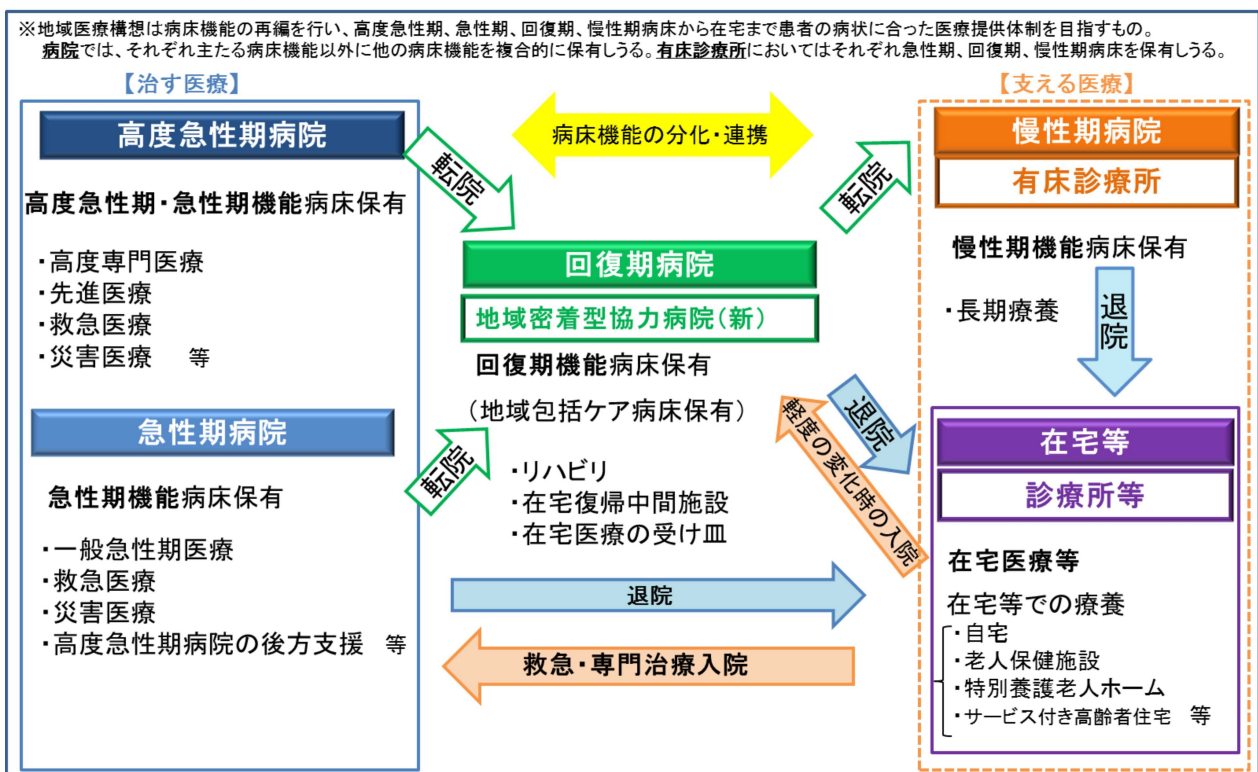 ※地域医療構想は病床機能の再編を行い、高度急性期、急性期、回復期、慢性期病床から在宅まで患者の病状に合った医療提供体制を目指すもの。
病院では、それぞれ主たる病床機能以外に他の病床機能を複合的に保有しうる。有床診療所においてはそれぞれ急性期、回復期、慢性期病床を保有しうる。
【治す医療】
高度急性期病院
高度急性期・急性期機能病床保有
・高度専門医療
・先進医療
・救急医療
・災害医療 等
急性期病院
急性期機能病床保有
・一般急性期医療
・救急医療
・災害医療
・高度急性期病院の後方支援 等
病床機能の分化・連携
転院
転院
転院
回復期病院
地域密着型協力病院(新)
回復期機能病床保有
(地域包括ケア病床保有)
・リハビリ
・在宅復帰中間施設
・在宅医療の受け皿
退院
軽度の変化時の入院
退院
救急・専門治療入院
【支える医療】
慢性期病院
有床診療所
慢性期機能病床保有
・長期療養
退院
在宅等
診療所等
在宅医療等
在宅等での療養
・自宅
・老人保健施設
・特別養護老人ホーム
・サービス付き高齢者住宅 等